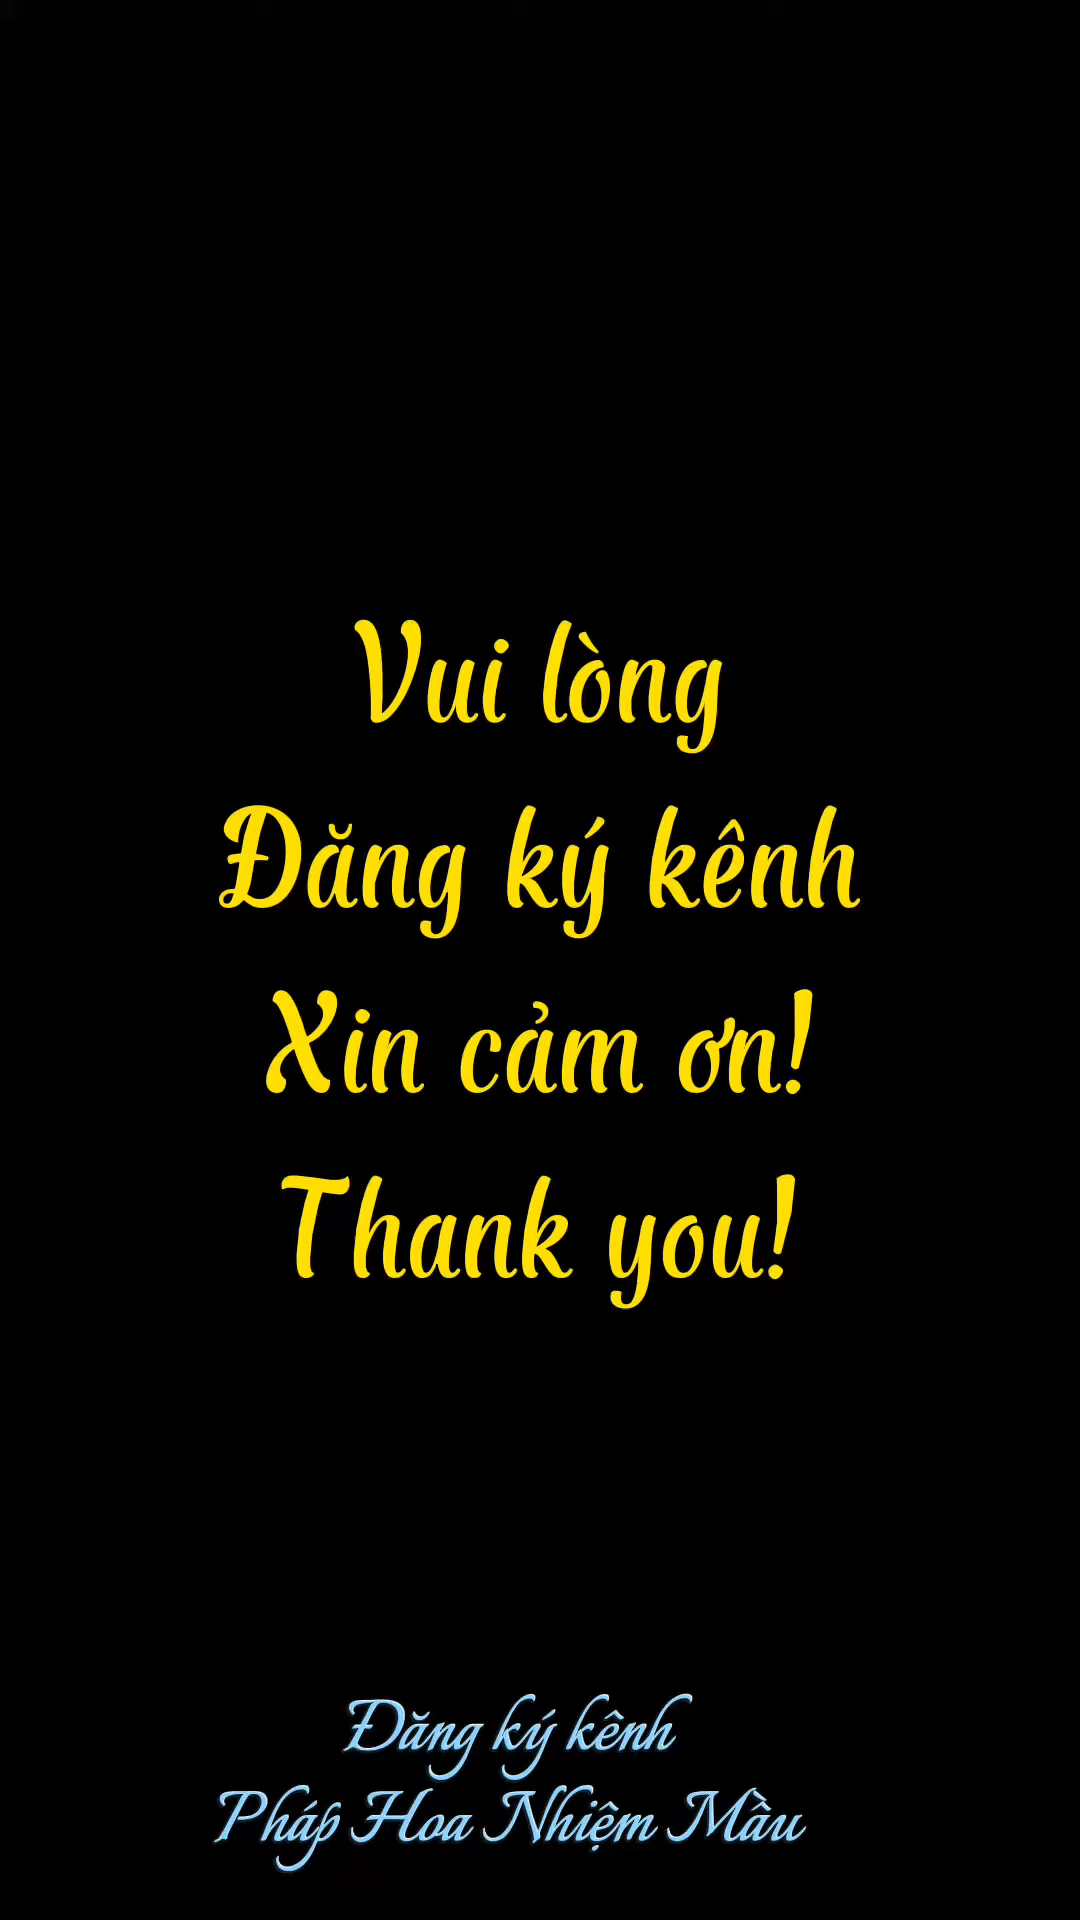 Vui lòng
Đăng ký kênh
Xin cảm ơn!
Thank you!
Đăng ký kênh
Pháp Hoa Nhiệm Mầu